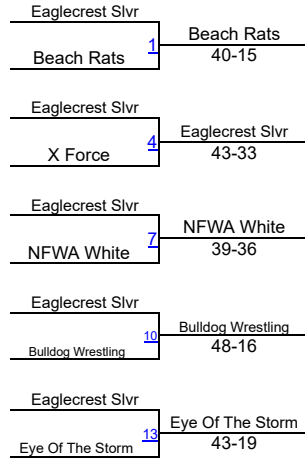 Eaglecrest Slvr
1
Beach Rats
Beach Rats
40-15
Eaglecrest Slvr
4
Eaglecrest Slvr
X Force
43-33
Eaglecrest Slvr
7
NFWA White
NFWA White
39-36
Eaglecrest Slvr
10
Bulldog Wrestling
Bulldog Wrestling
48-16
Eaglecrest Slvr
13
Eye Of The Storm
Eye Of The Storm
43-19